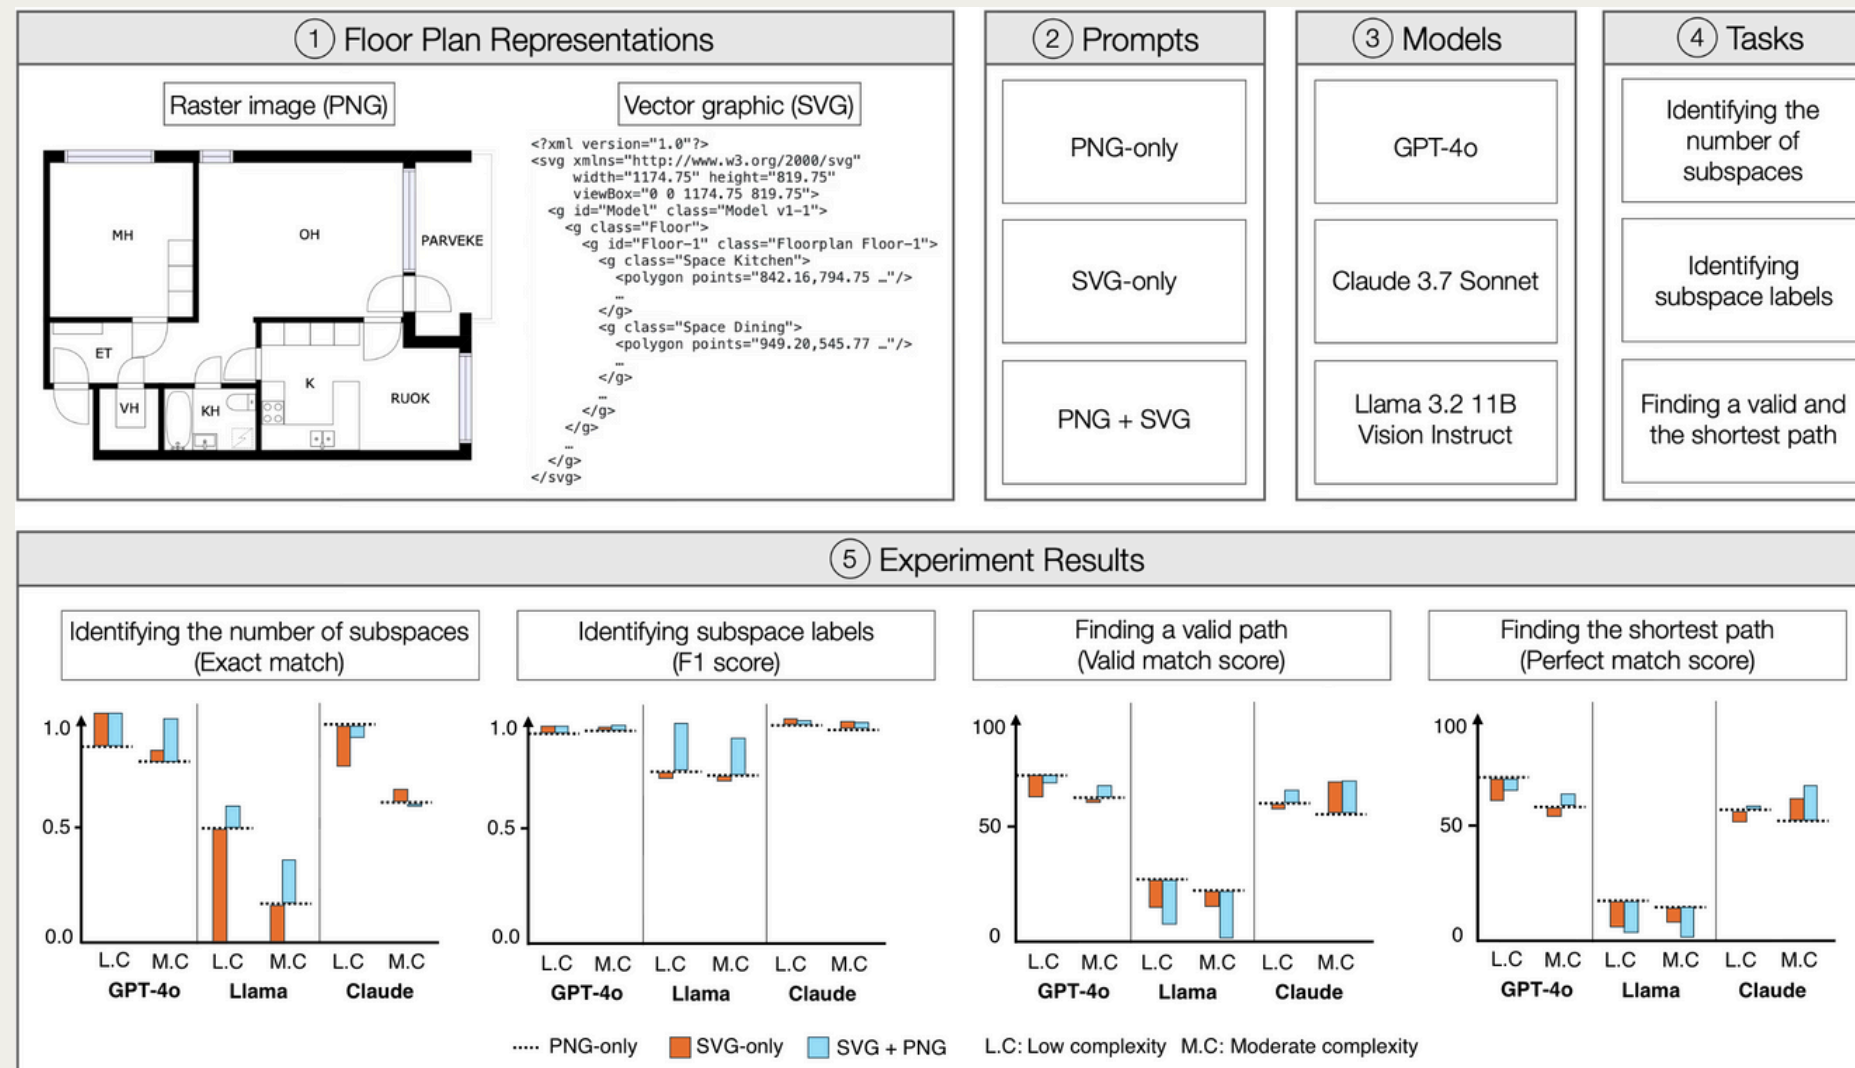 1 Floor Plan Representations
Raster image (PNG)
MH
OH
PARVEKE
ET
VH
KH
K
RUOK
Vector graphic (SVG)
<?xml version="1.0"?>
<svg xmlns="http://www.w3.org/2000/svg"
width="1174.75" height="819.75"
viewBox="0 0 1174.75 819.75">
<g id="Model" class="Model v1-1">
<g class="Floor">
<g id="Floor-1" class="Floorplan Floor-1">
<g class="Space Kitchen">
<polygon points="842.16,794.75 …"/>
…
</g>
<g class="Space Dining">
<polygon points="949.20,545.77 …"/>
…
</g>
…
</g>
</g>
…
</g>
</svg>
2 Prompts
PNG-only
SVG-only
PNG + SVG
3 Models
GPT-4o
Claude 3.7 Sonnet
Llama 3.2 11B
Vision Instruct
4 Tasks
Identifying the
number of
subspaces
Identifying
subspace labels
Finding a valid and
the shortest path
5 Experiment Results
Identifying the number of subspaces
(Exact match)
1.0
0.5
0.0
L.C M.C L.C M.C L.C M.C
GPT-4o Llama Claude
Identifying subspace labels
(F1 score)
1.0
0.5
0.0
L.C M.C L.C M.C L.C M.C
GPT-4o Llama Claude
Finding a valid path
(Valid match score)
100
50
0
L.C M.C L.C M.C L.C M.C
GPT-4o Llama Claude
Finding the shortest path
(Perfect match score)
100
50
0
L.C M.C L.C M.C L.C M.C
GPT-4o Llama Claude
PNG-only SVG-only SVG + PNG L.C: Low complexity M.C: Moderate complexity